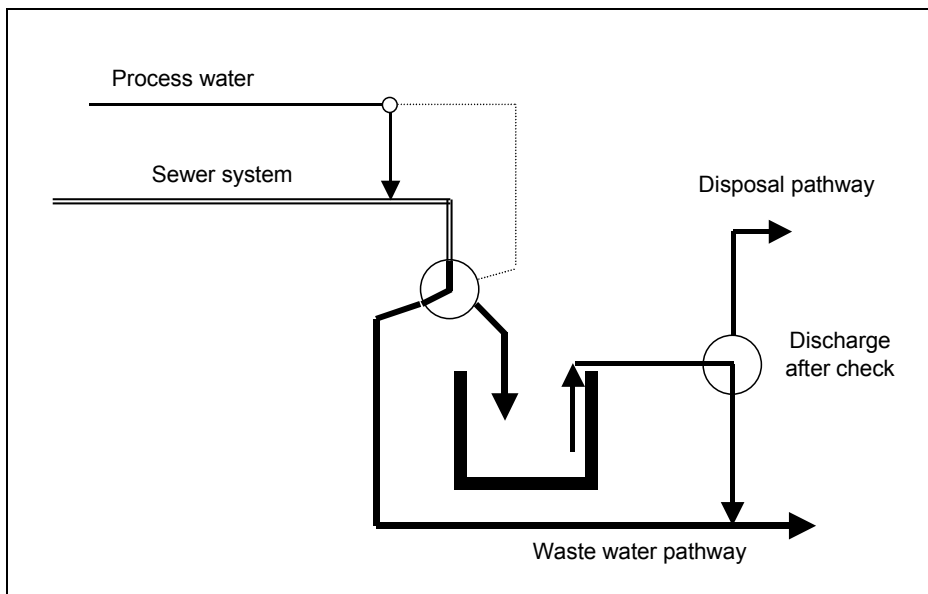 Process water
Sewer system
Disposal pathway
Discharge
after check
Waste water pathway